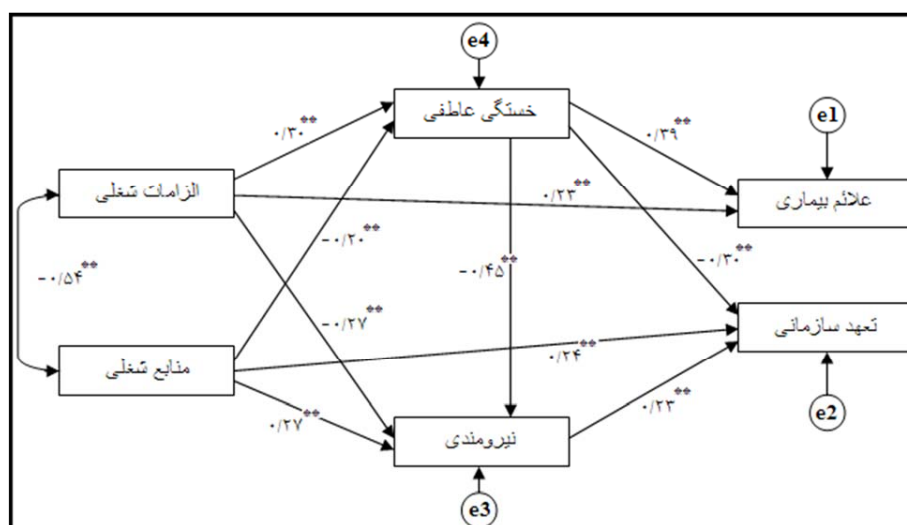 e4
خستگی عاطفی
۰/۳۰**
۰/۳۹**
e1
الزامات شغلی
۰/۲۳**
علائم بیماری
−۰/۲۰**
−۰/۴۵**
−۰/۳۰**
−۰/۵۴**
−۰/۲۷**
تعهد سازمانی
منابع شغلی
۰/۲۴**
۰/۲۷**
۰/۲۳**
e2
نیرومندی
e3